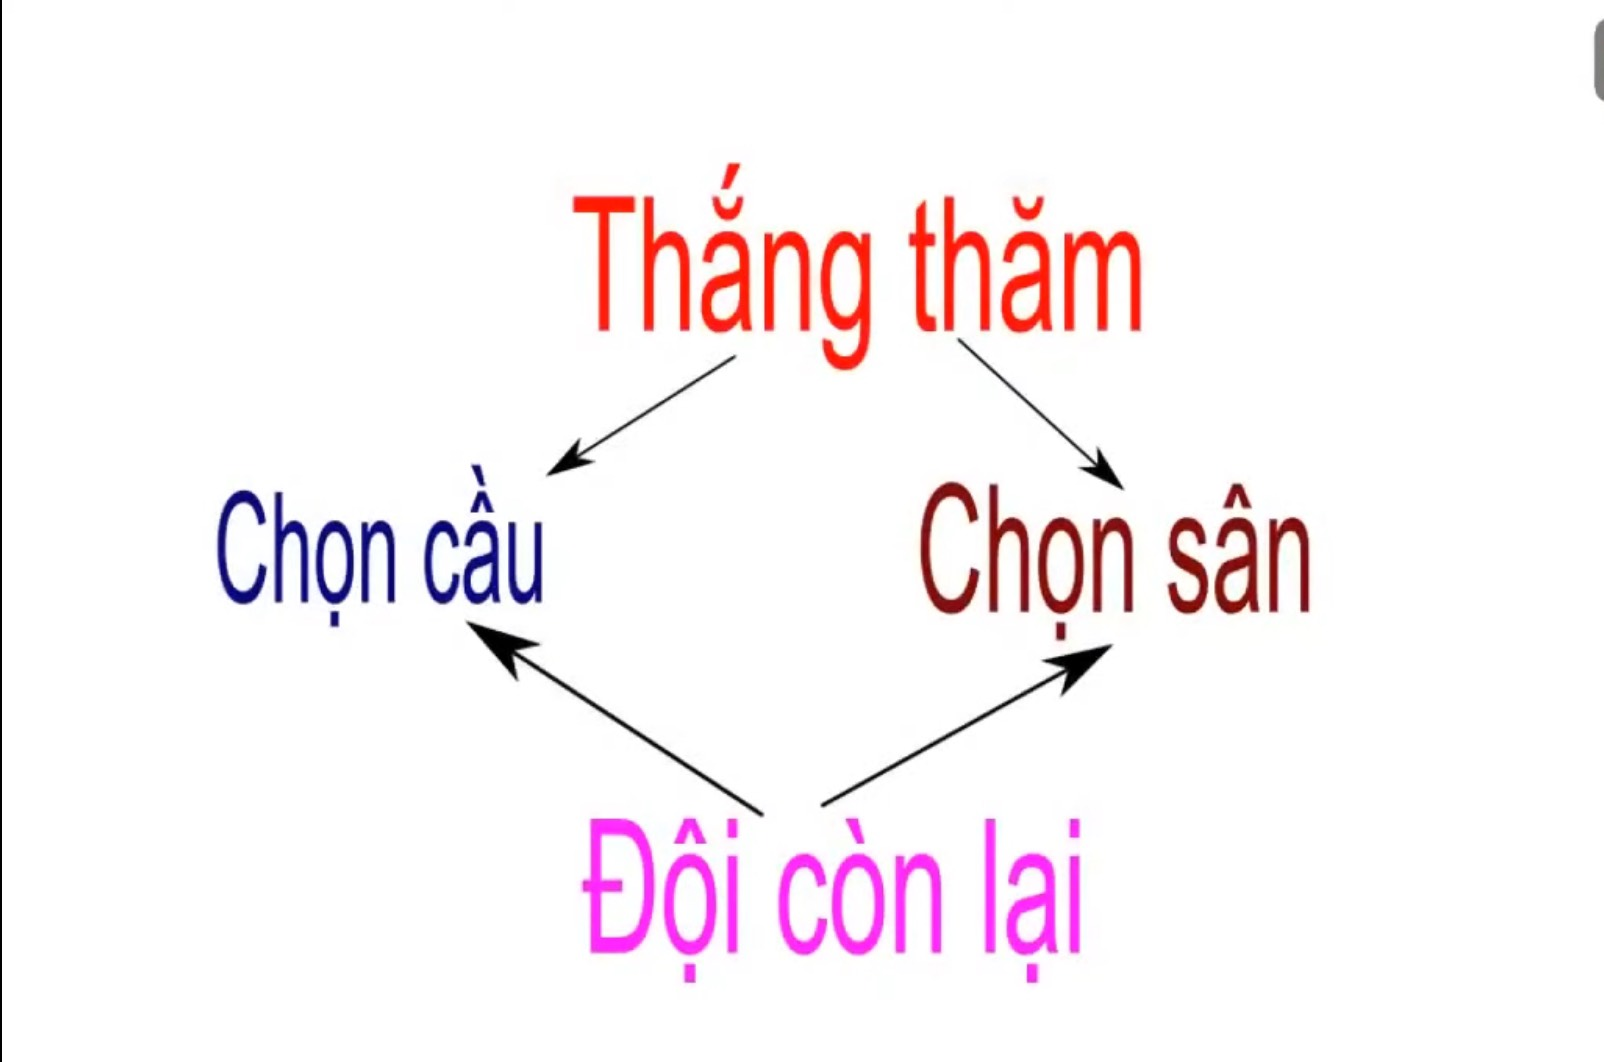 Thắng thăm
Chọn cầu
Chọn sân
Đội còn lại